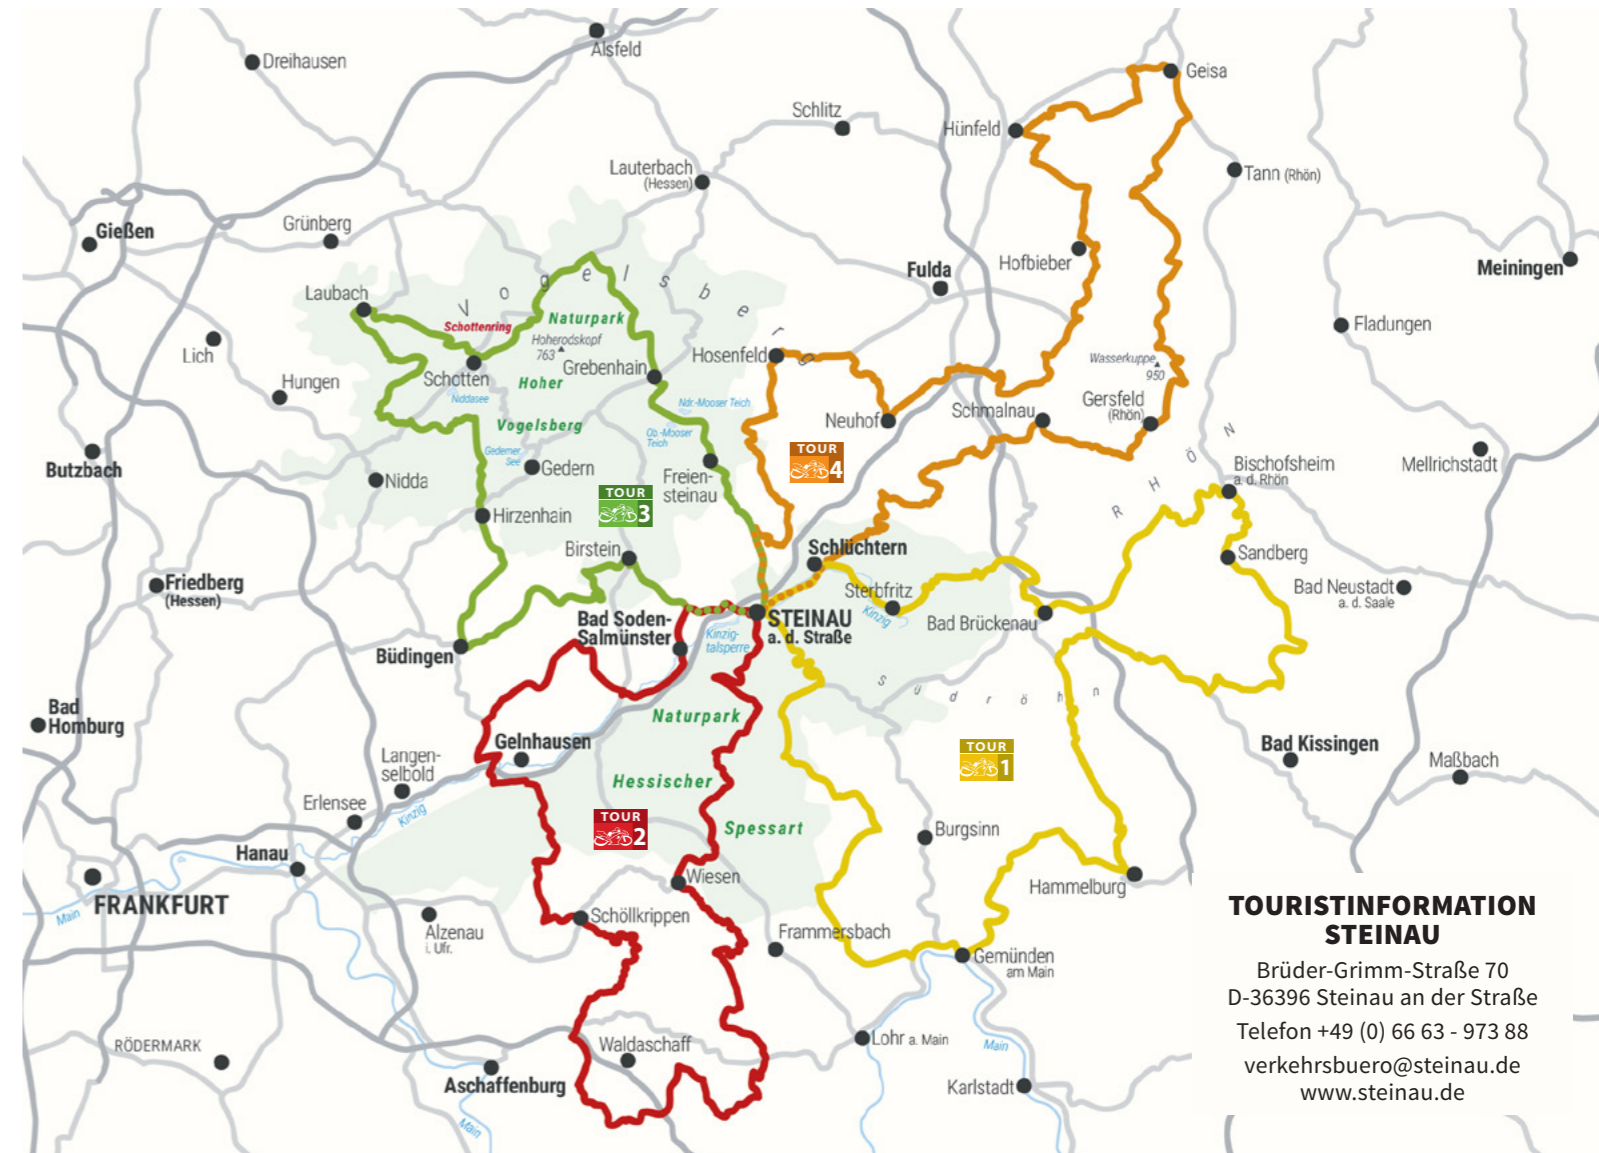 Alsfeld
Dreihausen
Geisa
Schlitz
Hünfeld
Lauterbach
(Hessen)
Tann (Rhön)
Grünberg
Gießen
Hofbieber
Fulda
Meiningen
Laubach
Vogelsberg
Schottenring
Naturpark
Hoherodskopf
763
Fladungen
Lich
Hosenfeld
Wasserkuppe
950
Grebenhain
Schotten
Hoher
Hungen
Niddasee
Ndr.-Mooser Teich
Gersfeld
(Rhön)
Schmalnau
Neuhof
Vogelsberg
Ob.-Mooser
Teich
RHÖN
Butzbach
Gederner
See
Gedern
TOUR
4
Bischofsheim
a. d. Rhön
Mellrichstadt
Nidda
Freien-
steinau
TOUR
3
Hirzenhain
Birstein
Schlüchtern
Sandberg
Friedberg
(Hessen)
Sterbfritz
Bad Neustadt
a. d. Saale
Kinzig
Bad Soden-
Salmünster
STEINAU
a. d. Straße
Kinzig-
talsperre
Bad Brückenau
Büdingen
Südröhn
Bad
Homburg
Naturpark
Gelnhausen
Langen-
selbold
Bad Kissingen
Maßbach
TOUR
1
Hessischer
Erlensee
Kinzig
TOUR
2
Spessart
Burgsinn
Hanau
Wiesen
Hammelburg
FRANKFURT
Main
Schöllkrippen
Alzenau
i. Ufr.
Frammersbach
Gemünden
am Main
RÖDERMARK
Waldaschaff
Lohr a. Main
Main
Aschaffenburg
Karlstadt
Main
TOURISTINFORMATION
STEINAU
Brüder-Grimm-Straße 70
D-36396 Steinau an der Straße
Telefon +49 (0) 66 63 - 973 88
verkehrsbuero@steinau.de
www.steinau.de